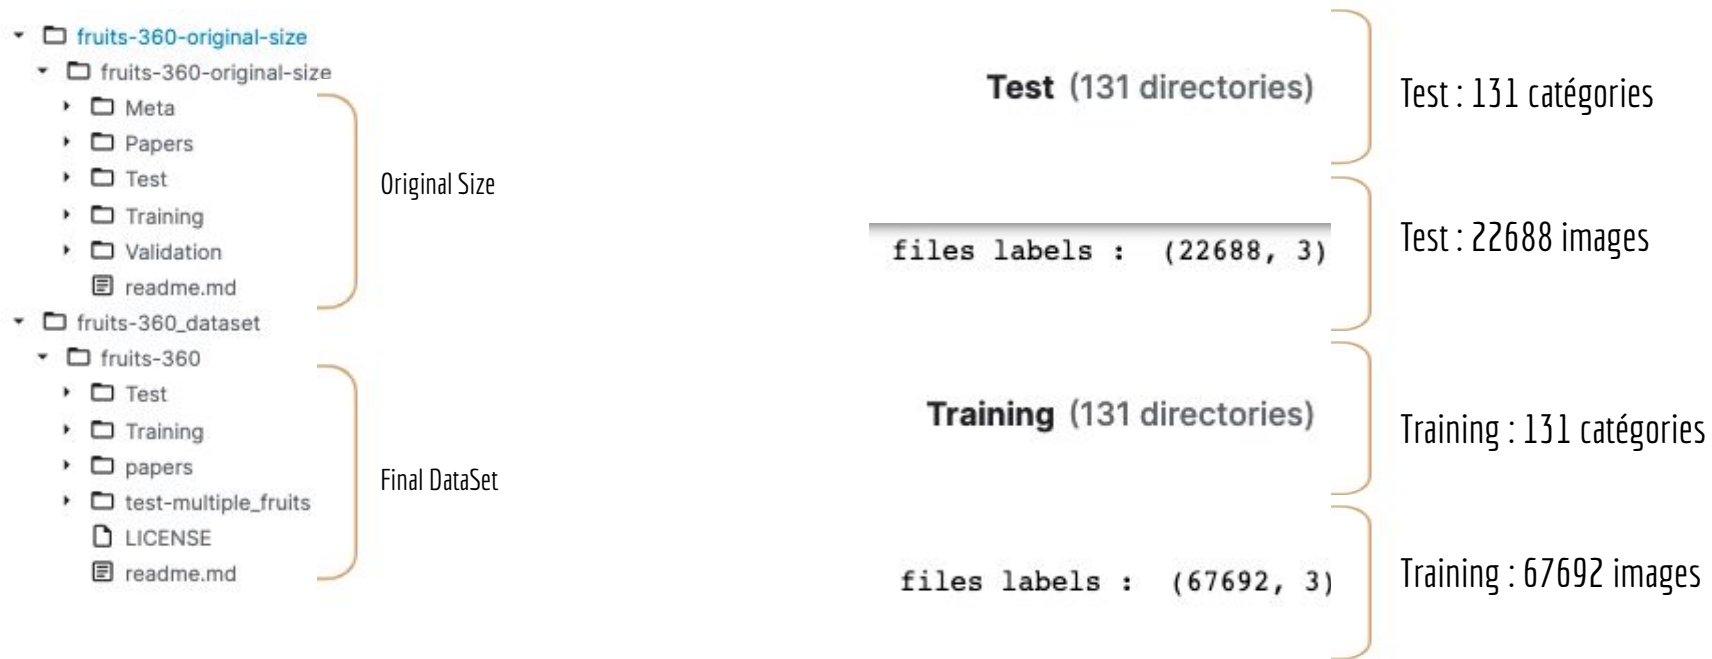 fruits-360-original-size
fruits-360-original-size
Meta
Papers
Test
Training
Validation
readme.md
Original Size
fruits-360_dataset
fruits-360
Test
Training
papers
test-multiple_fruits
LICENSE
readme.md
Final DataSet
Test (131 directories)
Test : 131 catégories
files labels : (22688, 3)
Test : 22688 images
Training (131 directories)
Training : 131 catégories
files labels : (67692, 3)
Training : 67692 images